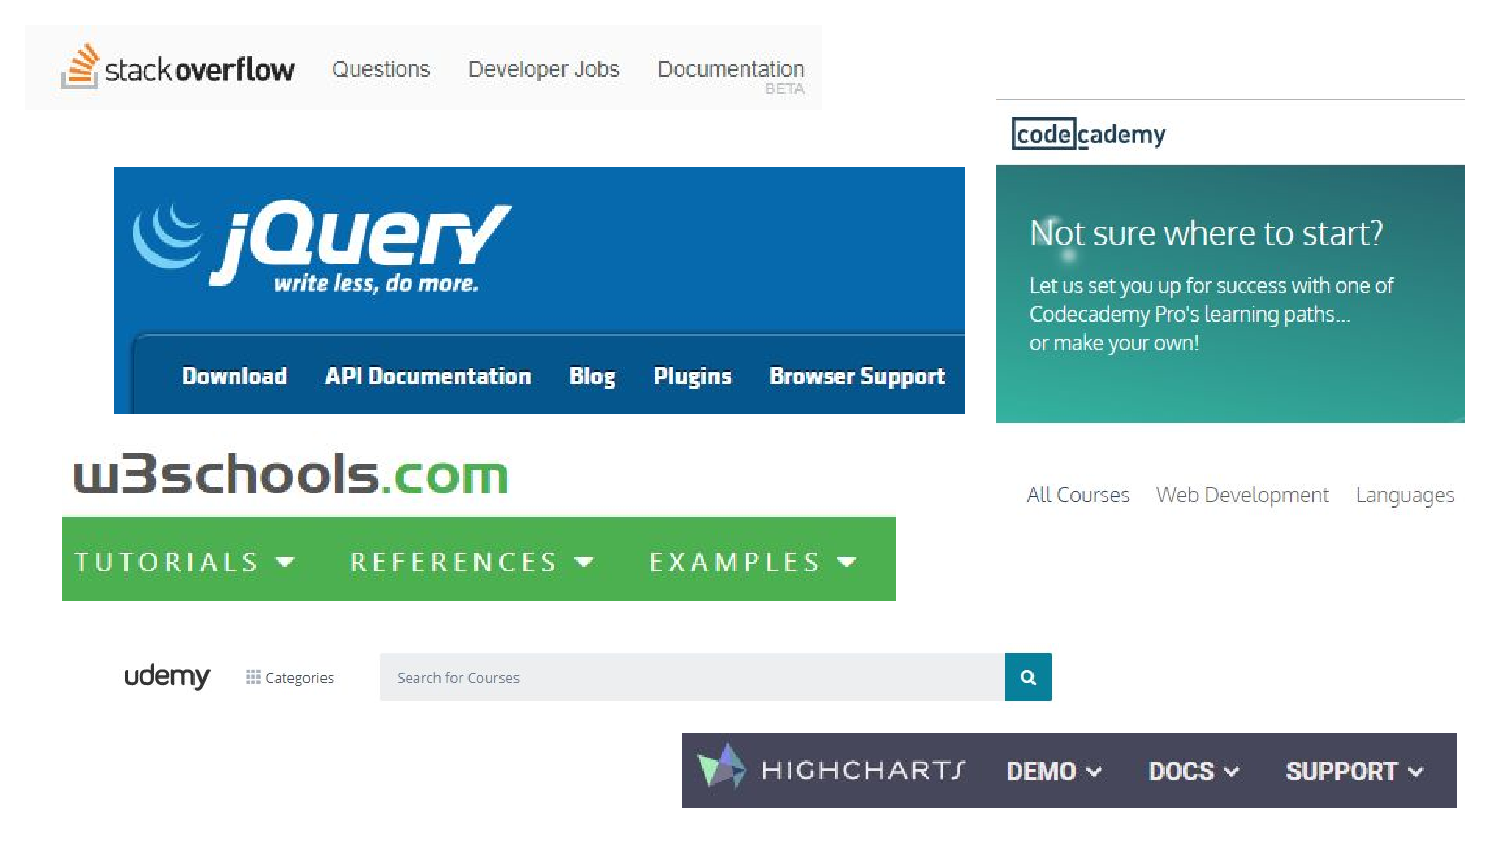 stackoverflow Questions Developer Jobs Documentation
BETA
codecademy
Not sure where to start?
Let us set you up for success with one of
Codecademy Pro's learning paths...
or make your own!
All Courses Web Development Languages
jQuery
write less, do more.
Download API Documentation Blog Plugins Browser Support
w3schools.com
TUTORIALS REFERENCES EXAMPLES
udemy Categories Search for Courses
HIGHCHARTS DEMO DOCS SUPPORT